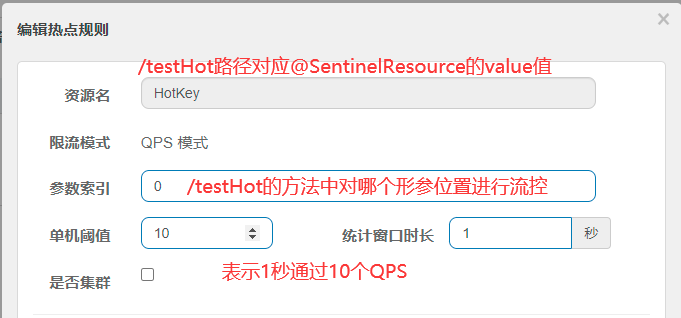 编辑热点规则
×
/testHot路径对应@SentinelResource的value值
资源名 HotKey
限流模式 QPS 模式
参数索引 0 /testHot的方法中对哪个形参位置进行流控
单机阈值 10 统计窗口时长 1 秒
是否集群 表示1秒通过10个QPS